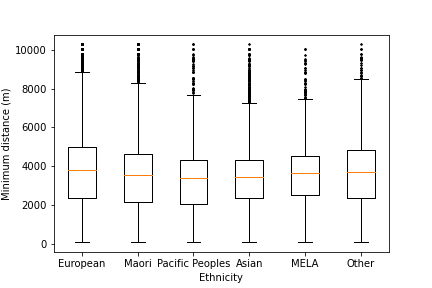 10000
8000
6000
4000
2000
0
Minimum distance (m)
European Maori Pacific Peoples Asian MELA Other
Ethnicity